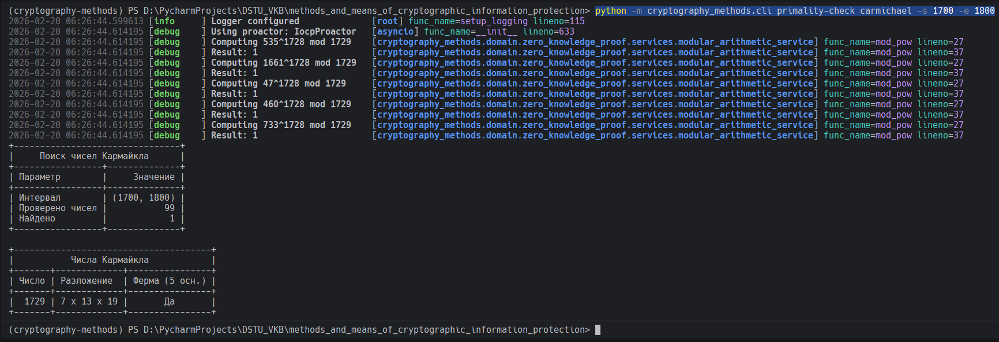 (cryptography-methods) PS D:\PycharmProjects\DSTU_VKB\methods_and_means_of_cryptographic_information_protection> python -m cryptography_methods.cli primality-check carmichael -s 1700 -e 1800
2026-02-20 06:26:44.599613 [info     ] Logger configured              [root] func_name=setup_logging lineno=115
2026-02-20 06:26:44.614195 [debug    ] Using proactor: IocpProactor   [asyncio] func_name=__init__ lineno=633
2026-02-20 06:26:44.614195 [debug    ] Computing 535^1728 mod 1729    [cryptography_methods.domain.zero_knowledge_proof.services.modular_arithmetic_service] func_name=mod_pow lineno=27
2026-02-20 06:26:44.614195 [debug    ] Result: 1                      [cryptography_methods.domain.zero_knowledge_proof.services.modular_arithmetic_service] func_name=mod_pow lineno=37
2026-02-20 06:26:44.614195 [debug    ] Computing 1661^1728 mod 1729   [cryptography_methods.domain.zero_knowledge_proof.services.modular_arithmetic_service] func_name=mod_pow lineno=27
2026-02-20 06:26:44.614195 [debug    ] Result: 1                      [cryptography_methods.domain.zero_knowledge_proof.services.modular_arithmetic_service] func_name=mod_pow lineno=37
2026-02-20 06:26:44.614195 [debug    ] Computing 47^1728 mod 1729     [cryptography_methods.domain.zero_knowledge_proof.services.modular_arithmetic_service] func_name=mod_pow lineno=27
2026-02-20 06:26:44.614195 [debug    ] Result: 1                      [cryptography_methods.domain.zero_knowledge_proof.services.modular_arithmetic_service] func_name=mod_pow lineno=37
2026-02-20 06:26:44.614195 [debug    ] Computing 460^1728 mod 1729    [cryptography_methods.domain.zero_knowledge_proof.services.modular_arithmetic_service] func_name=mod_pow lineno=27
2026-02-20 06:26:44.614195 [debug    ] Result: 1                      [cryptography_methods.domain.zero_knowledge_proof.services.modular_arithmetic_service] func_name=mod_pow lineno=37
2026-02-20 06:26:44.614195 [debug    ] Computing 733^1728 mod 1729    [cryptography_methods.domain.zero_knowledge_proof.services.modular_arithmetic_service] func_name=mod_pow lineno=27
2026-02-20 06:26:44.614195 [debug    ] Result: 1                      [cryptography_methods.domain.zero_knowledge_proof.services.modular_arithmetic_service] func_name=mod_pow lineno=37
+--------------------------------+
|     Поиск чисел Кармайкла      |
+-----------------+--------------+
| Параметр        |     Значение |
+-----------------+--------------+
| Интервал        | (1700, 1800) |
| Проверено чисел |           99 |
| Найдено         |            1 |
+-----------------+--------------+
+--------------------------------------+
|           Числа Кармайкла            |
+-------+-------------+----------------+
| Число | Разложение  | Ферма (5 осн.) |
+-------+-------------+----------------+
|  1729 | 7 x 13 x 19 |       Да       |
+-------+-------------+----------------+
(cryptography-methods) PS D:\PycharmProjects\DSTU_VKB\methods_and_means_of_cryptographic_information_protection>